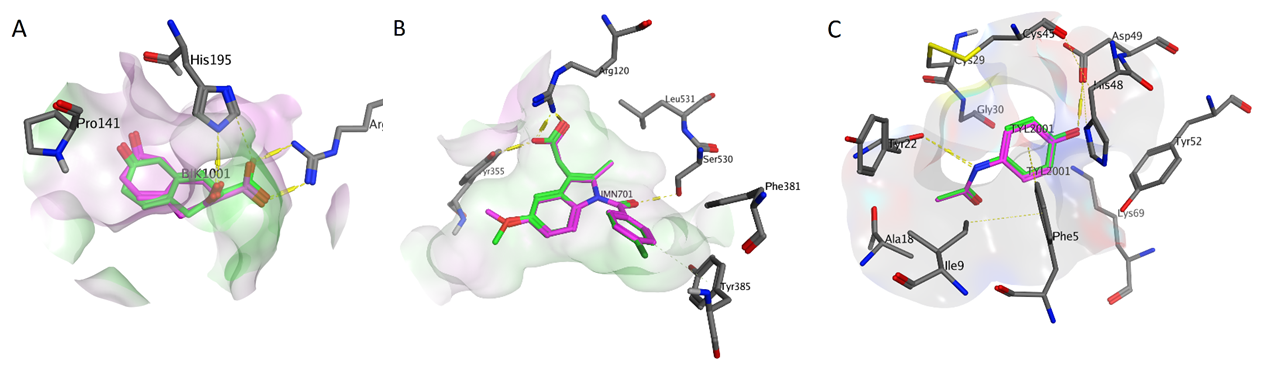 A
His195
Pro141
Arg
BIK1001
B
Arg120
Leu531
Tyr355
Ser530
IMN701
Phe381
Tyr385
C
Cys45
Asp49
Cys29
His48
Gly30
TYL2001
Tyr22
Tyr52
TYL2001
Lys69
Ala18
Phe5
Ile9